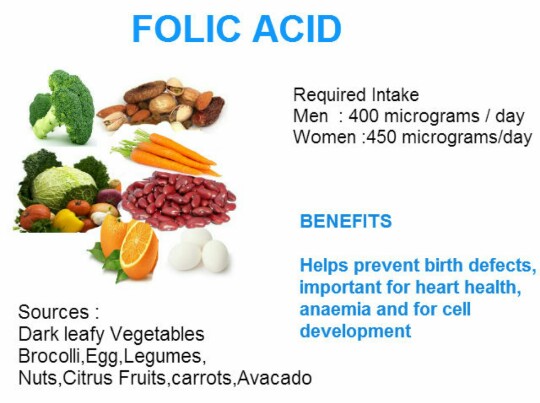 FOLIC ACID
Required Intake
Men : 400 micrograms / day
Women :450 micrograms/day
BENEFITS
Helps prevent birth defects,
important for heart health,
anaemia and for cell
development
Sources :
Dark leafy Vegetables
Brocolli,Egg,Legumes,
Nuts,Citrus Fruits,carrots,Avacado